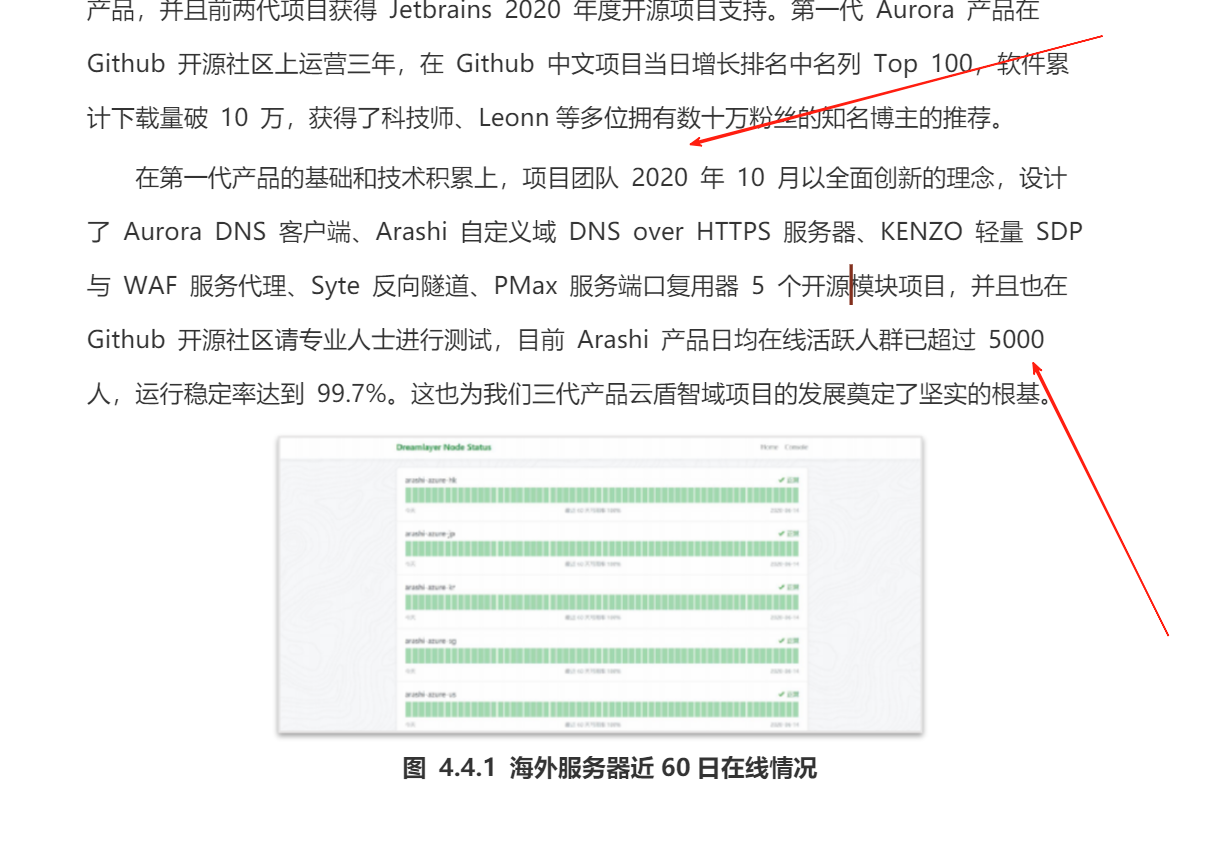 产品，并且前两代项目获得 Jetbrains 2020 年度开源项目支持。第一代 Aurora 产品在
Github 开源社区上运营三年，在 Github 中文项目当日增长排名中名列 Top 100，软件累
计下载量破 10 万，获得了科技师、Leonn 等多位拥有数十万粉丝的知名博主的推荐。
在第一代产品的基础和技术积累上，项目团队 2020 年 10 月以全面创新的理念，设计
了 Aurora DNS 客户端、Arashi 自定义域 DNS over HTTPS 服务器、KENZO 轻量 SDP
与 WAF 服务代理、Syte 反向隧道、PMax 服务端口复用器 5 个开源模块项目，并且也在
Github 开源社区请专业人士进行测试，目前 Arashi 产品日均在线活跃人群已超过 5000
人，运行稳定率达到 99.7%。这也为我们三代产品云盾智域项目的发展奠定了坚实的根基。
Dreamlayer Node Status
Home
arashi-azure-hk
arashi-azure-jp
arashi-azure-kr
arashi-azure-sg
arashi-azure-us
图 4.4.1 海外服务器近 60 日在线情况